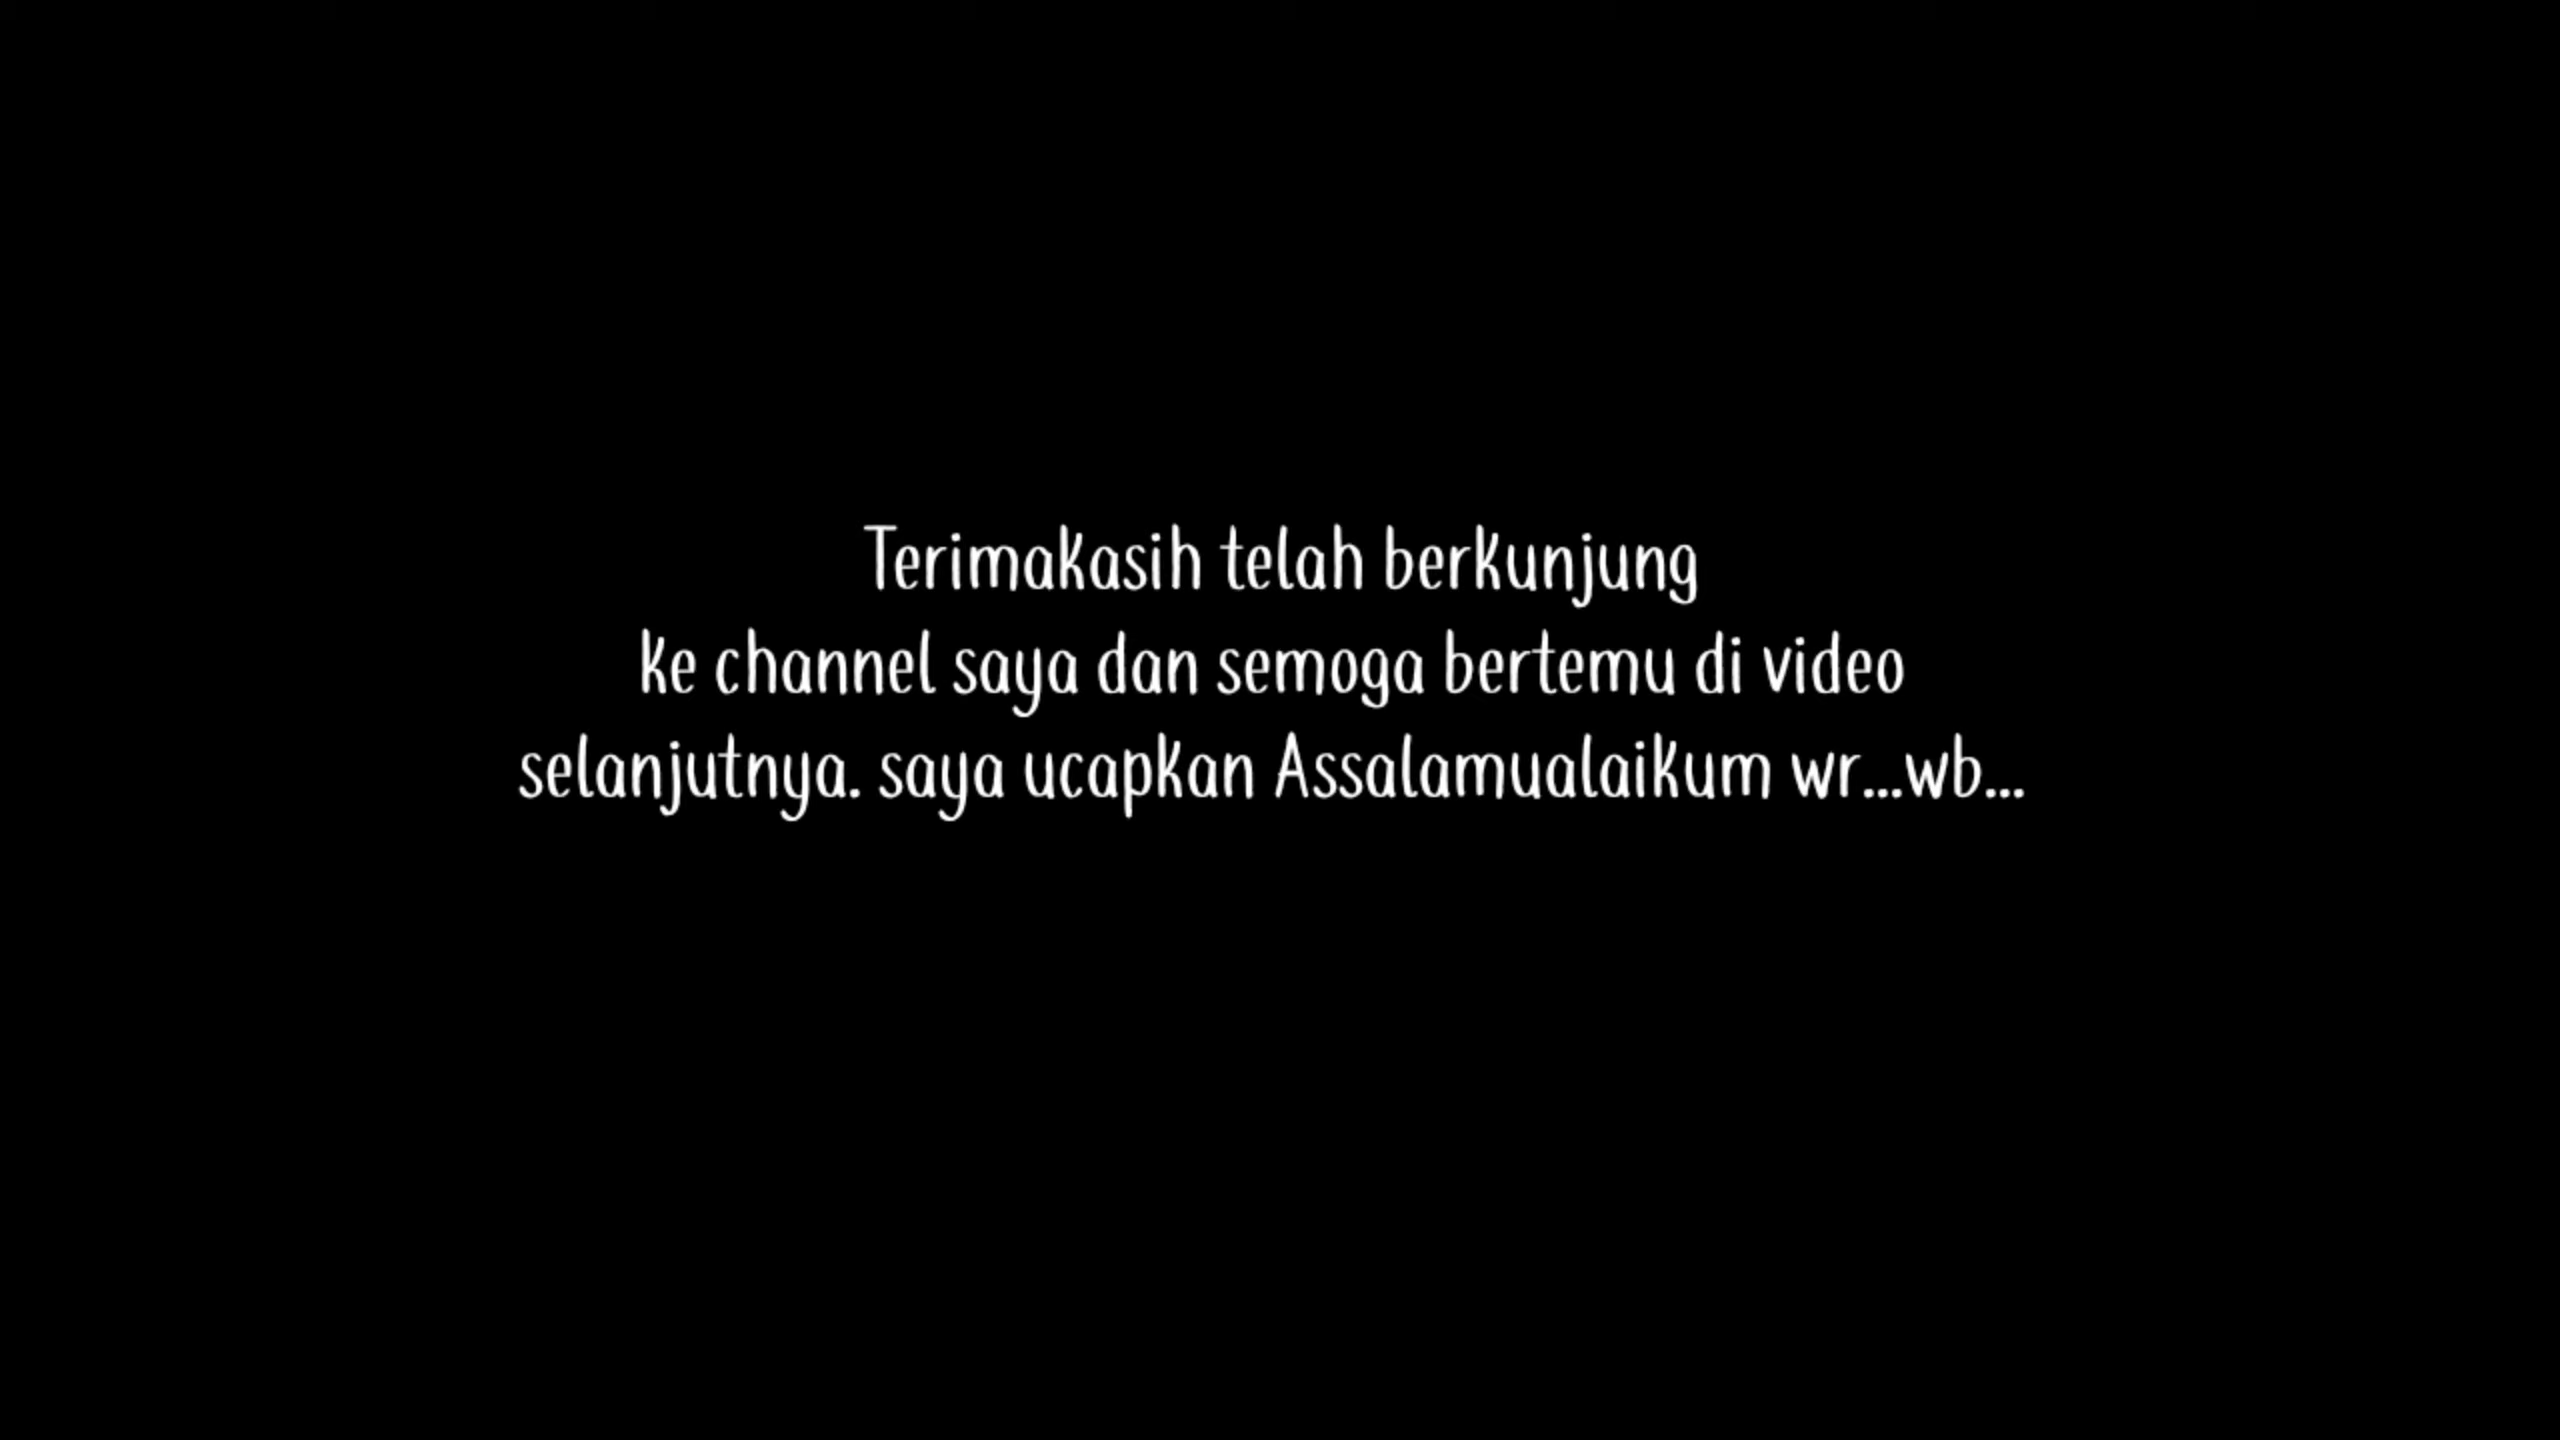 Terimakasih telah berkunjung
ke channel saya dan semoga bertemu di video
selanjutnya. saya ucapkan Assalamualaikum wr...wb...